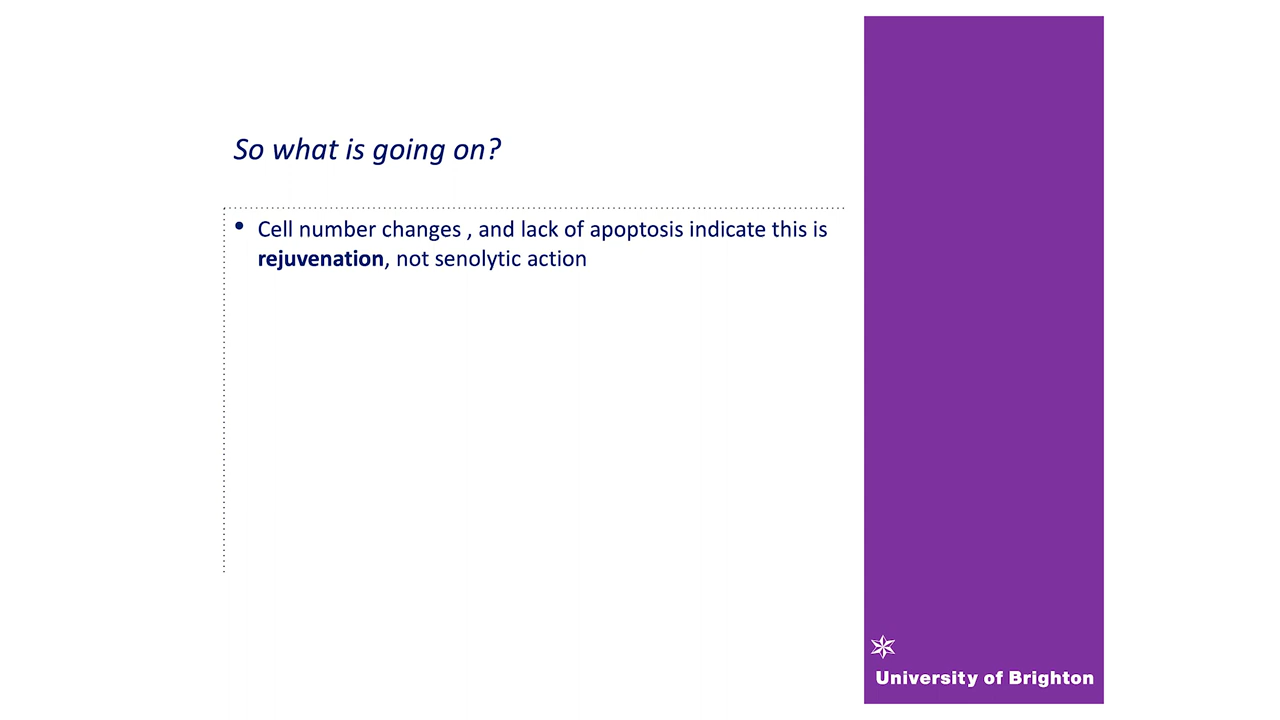 So what is going on?
• Cell number changes , and lack of apoptosis indicate this is
rejuvenation, not senolytic action
University of Brighton